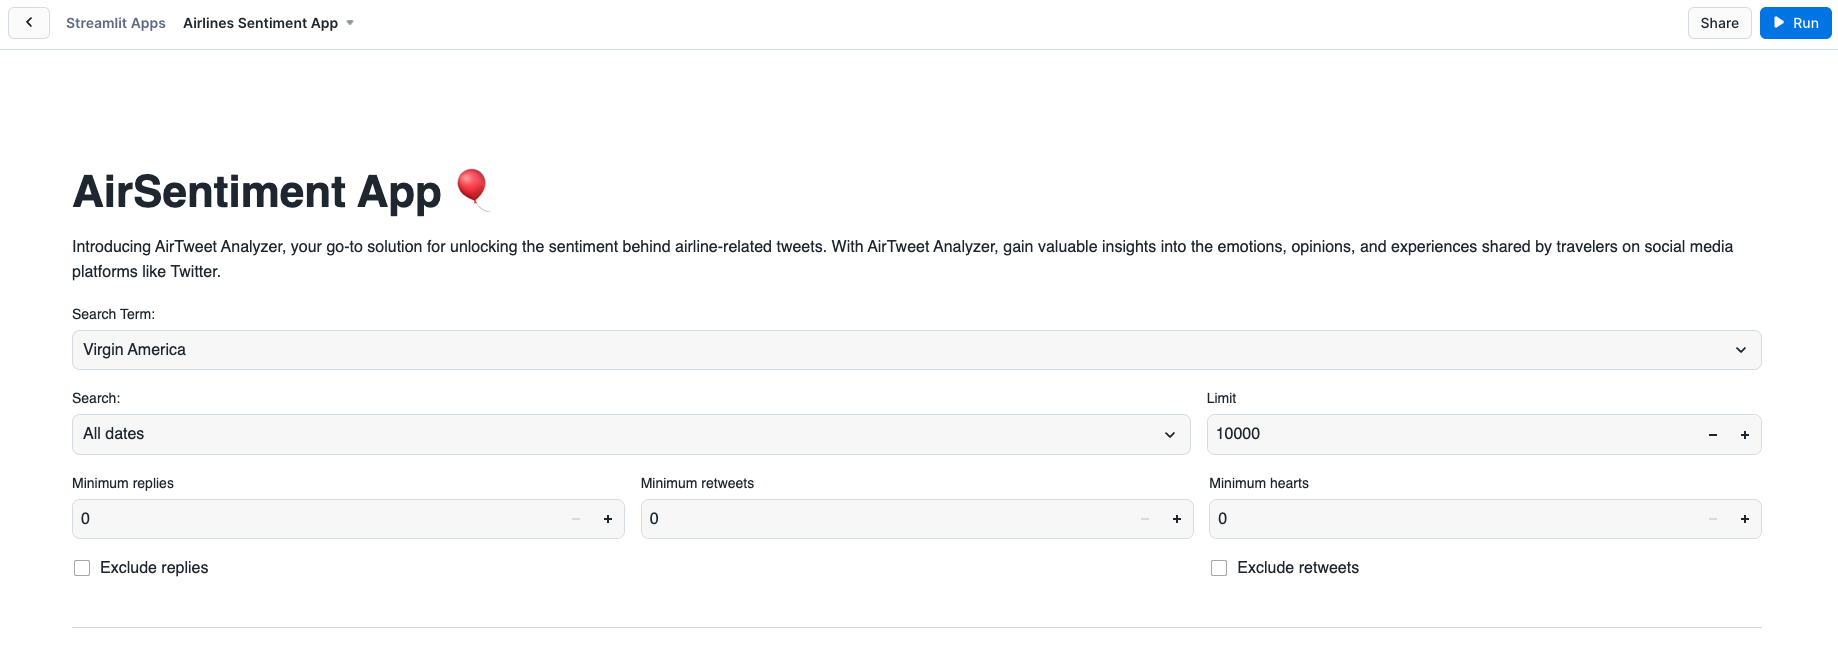 Streamlit Apps Airlines Sentiment App
Share Run
AirSentiment App
Introducing AirTweet Analyzer, your go-to solution for unlocking the sentiment behind airline-related tweets. With AirTweet Analyzer, gain valuable insights into the emotions, opinions, and experiences shared by travelers on social media
platforms like Twitter.
Search Term:
Virgin America
Search: Limit
All dates 10000
Minimum replies Minimum retweets Minimum hearts
0 0 0
Exclude replies Exclude retweets